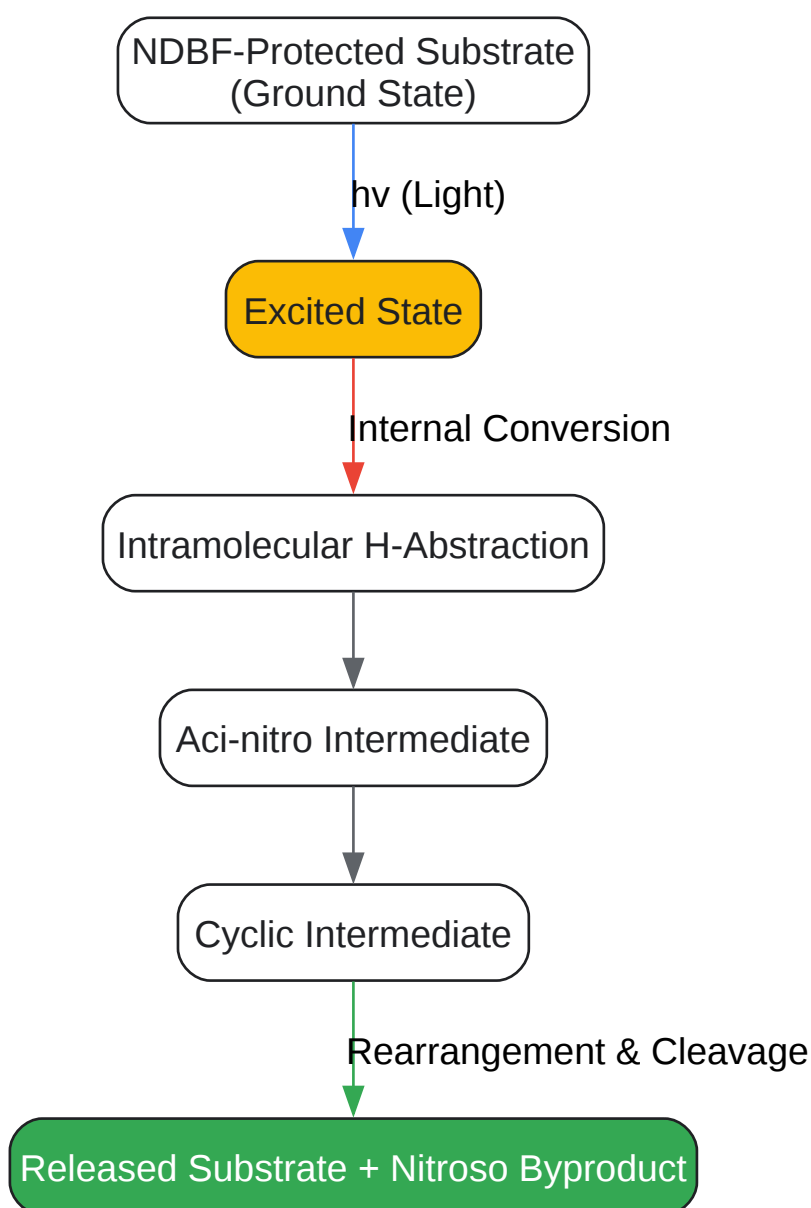 NDBF-Protected Substrate
(Ground State)
hv (Light)
Excited State
Internal Conversion
Intramolecular H-Abstraction
Aci-nitro Intermediate
Cyclic Intermediate
Rearrangement & Cleavage
Released Substrate + Nitroso Byproduct